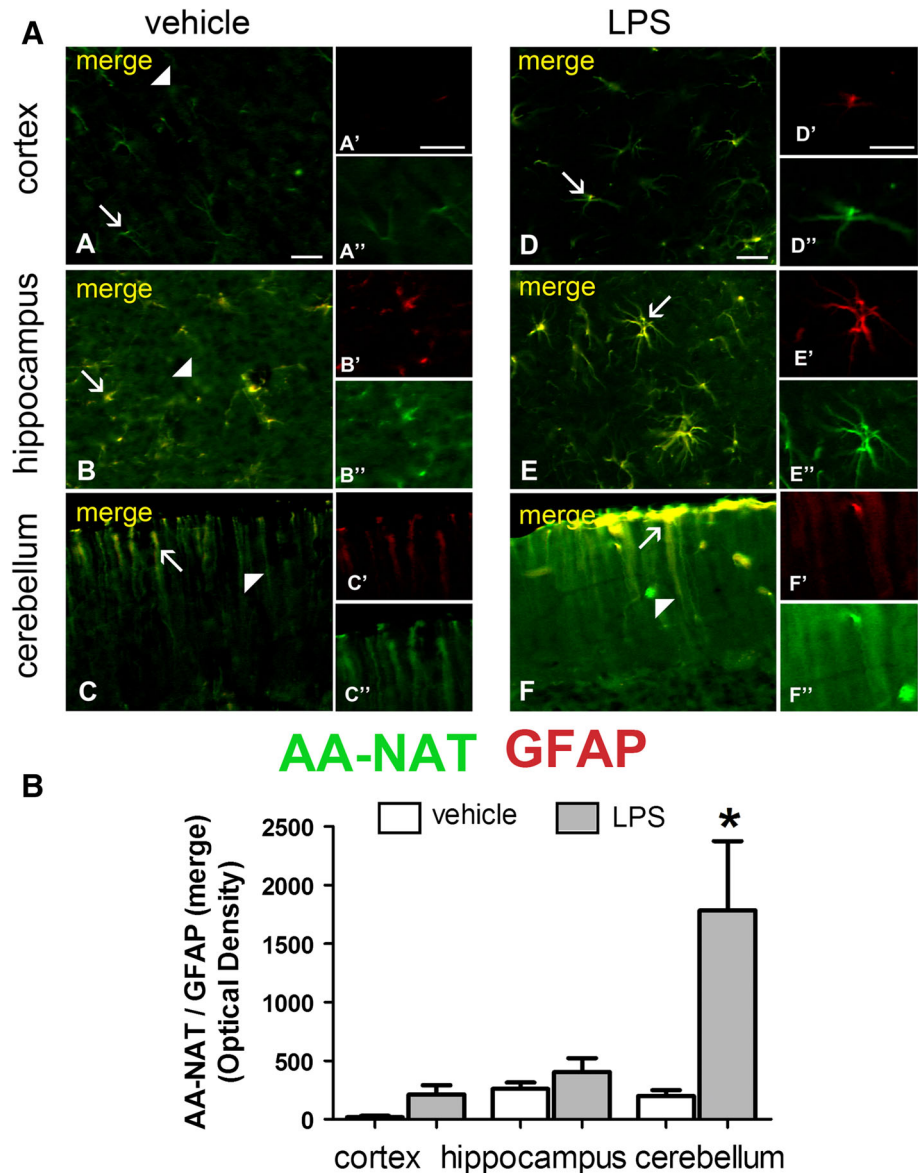 A
vehicle
LPS
cortex
merge
A
A’
A’’
merge
D
D’
D’’
hippocampus
merge
B
B’
B’’
merge
E
E’
E’’
cerebellum
merge
C
C’
C’’
merge
F
F’
F’’
AA-NAT GFAP
B
vehicle
LPS
AA-NAT / GFAP (merge)
(Optical Density)
2500
2000
1500
1000
500
0
*
cortex hippocampus cerebellum